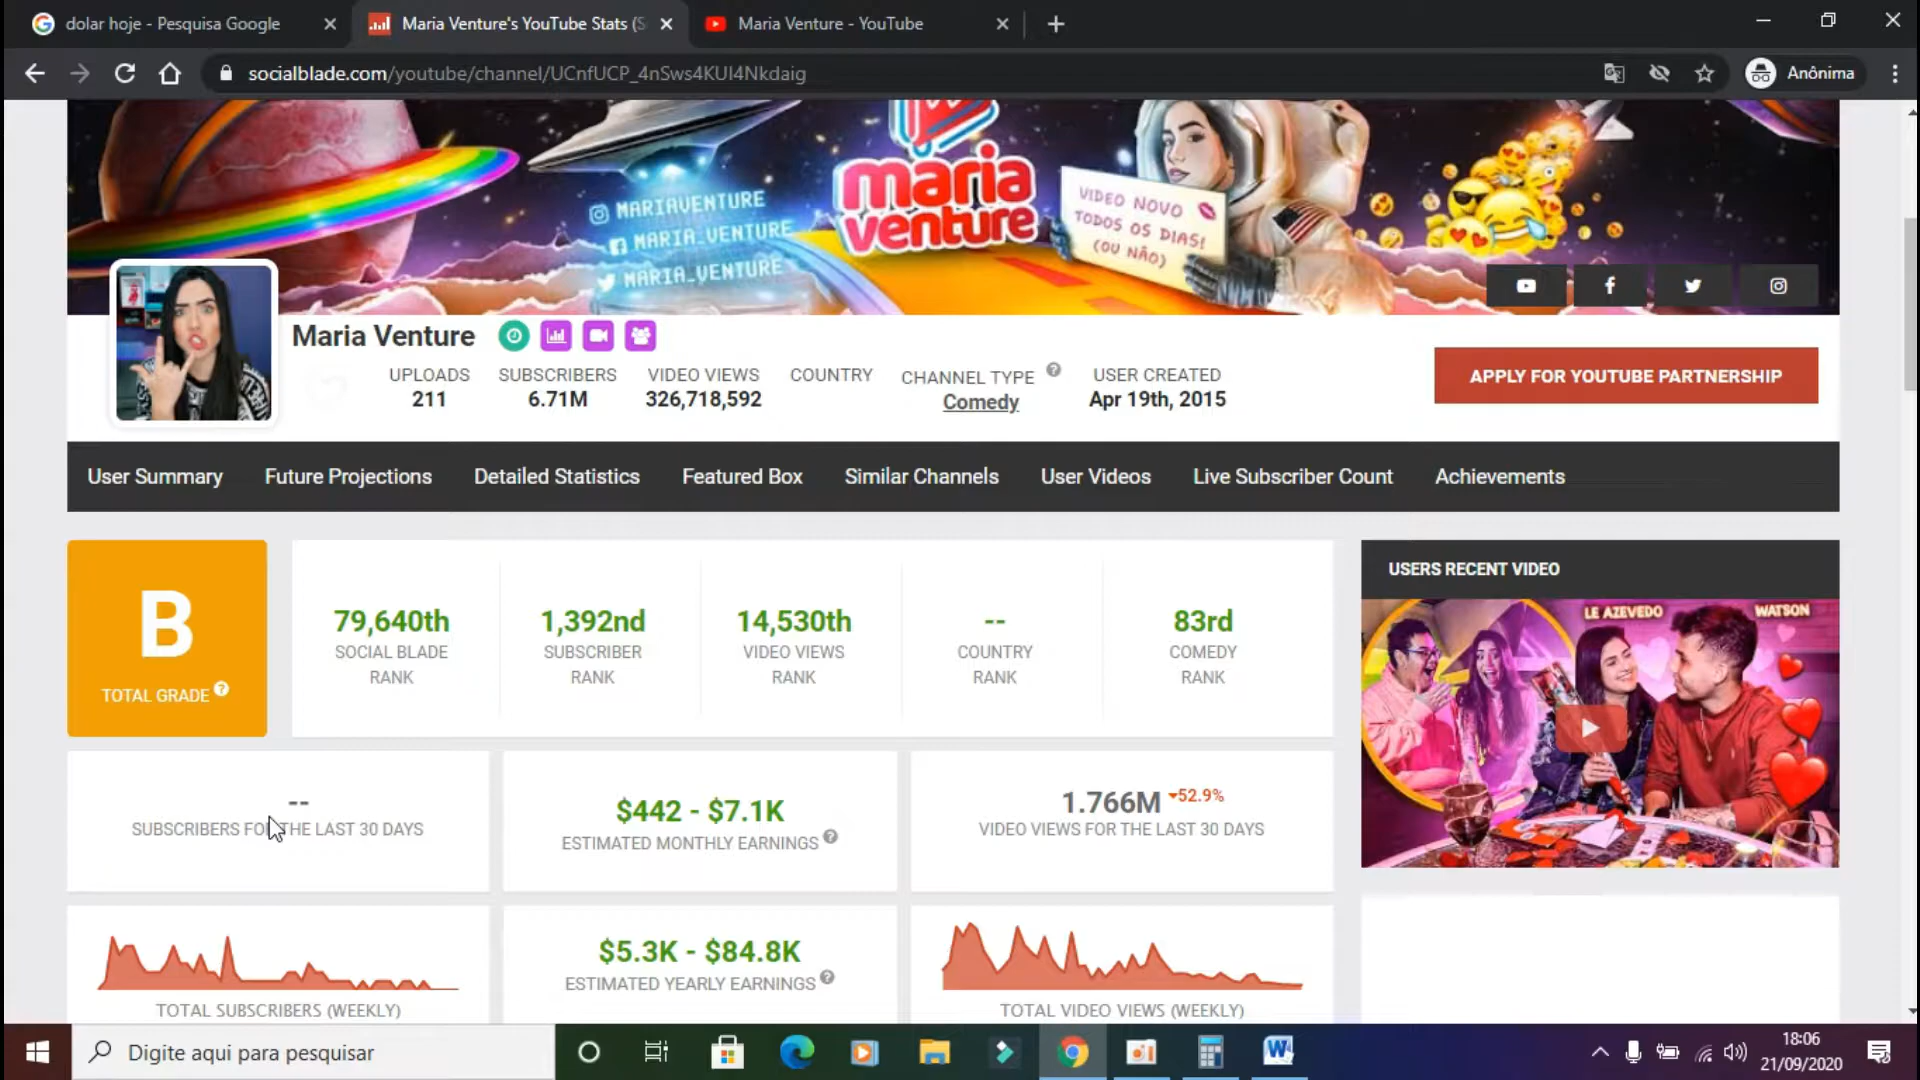 dolar hoje - Pesquisa Google
Maria Venture's YouTube Stats (S
Maria Venture - YouTube
socialblade.com/youtube/channel/UCnfUCP_4nSws4KUI4Nkdaig
Anônima
MARIAVENTURE
MARIA_VENTURE
MARIA_VENTURE
maria
venture
VIDEO NOVO
TODOS OS DIAS!
(OU NÃO)
Maria Venture
UPLOADS
211
SUBSCRIBERS
6.71M
VIDEO VIEWS
326,718,592
COUNTRY
CHANNEL TYPE
Comedy
USER CREATED
Apr 19th, 2015
APPLY FOR YOUTUBE PARTNERSHIP
User Summary
Future Projections
Detailed Statistics
Featured Box
Similar Channels
User Videos
Live Subscriber Count
Achievements
B
TOTAL GRADE
79,640th
SOCIAL BLADE
RANK
1,392nd
SUBSCRIBER
RANK
14,530th
VIDEO VIEWS
RANK
--
COUNTRY
RANK
83rd
COMEDY
RANK
USERS RECENT VIDEO
LE AZEVEDO
WATSON
--
SUBSCRIBERS FOR THE LAST 30 DAYS
$442 - $7.1K
ESTIMATED MONTHLY EARNINGS
1.766M
52.9%
VIDEO VIEWS FOR THE LAST 30 DAYS
TOTAL SUBSCRIBERS (WEEKLY)
$5.3K - $84.8K
ESTIMATED YEARLY EARNINGS
TOTAL VIDEO VIEWS (WEEKLY)
Digite aqui para pesquisar
18:06
21/09/2020